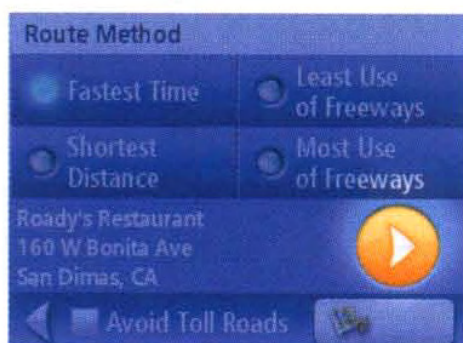 Route Method
Fastest Time
Least Use
of Freeways
Shortest
Distance
Most Use
of Freeways
Roady's Restaurant
160 W Bonita Ave
San Dimas, CA
Avoid Toll Roads